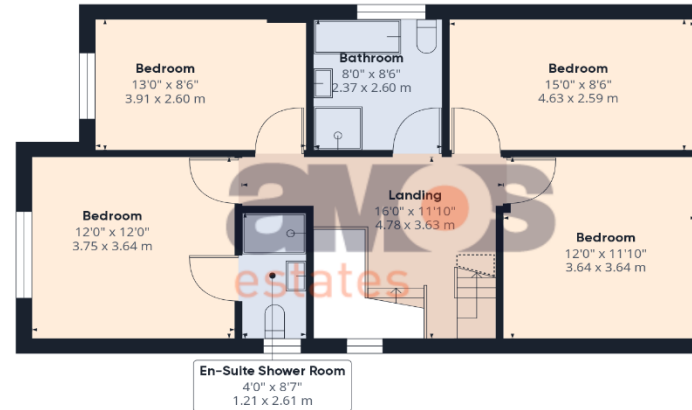 Bedroom
13'0" x 8'6"
3.91 x 2.60 m
Bathroom
8'0" x 8'6"
2.37 x 2.60 m
Bedroom
15'0" x 8'6"
4.63 x 2.59 m
Bedroom
12'0" x 12'0"
3.75 x 3.64 m
Landing
16'0" x 11'10"
4.78 x 3.63 m
Bedroom
12'0" x 11'10"
3.64 x 3.64 m
amos
estates
En-Suite Shower Room
4'0" x 8'7"
1.21 x 2.61 m